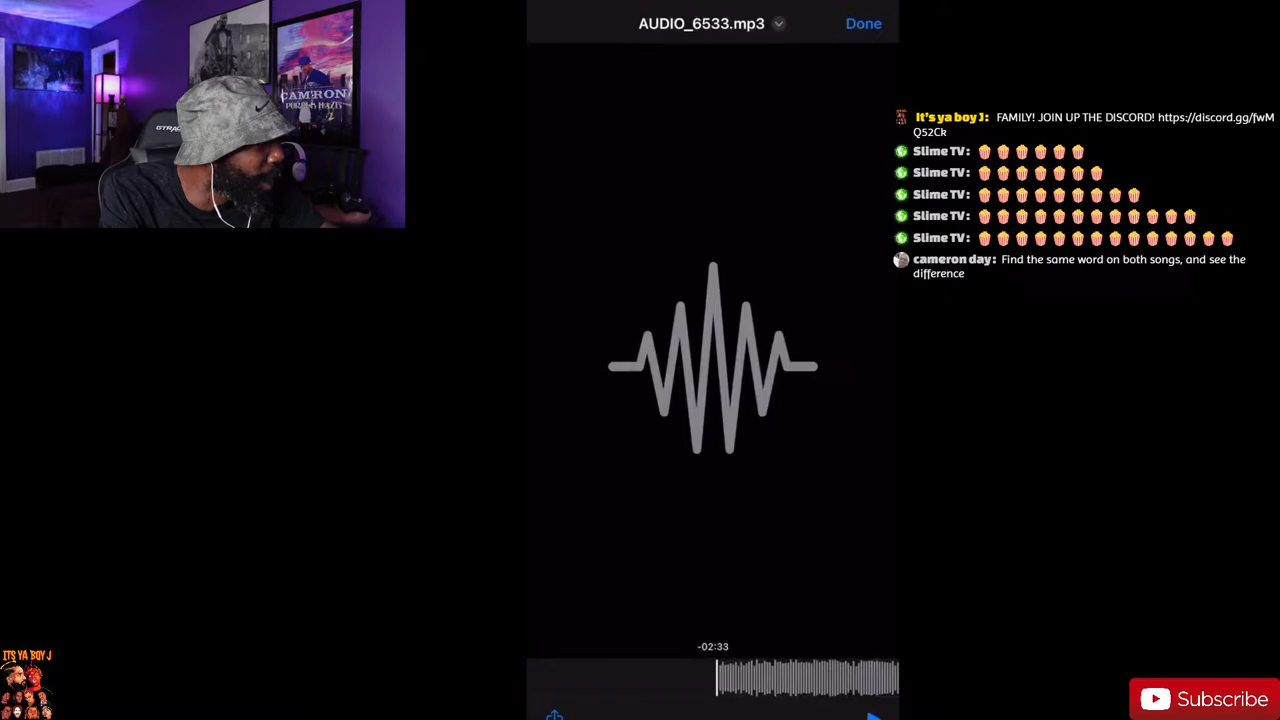 AUDIO_6533.mp3
Done
GTRAC
CAM'RON
PURPLE HAZE
It's ya boy J: FAMILY! JOIN UP THE DISCORD! https://discord.gg/fwM
Q52Ck
Slime TV: 🍿🍿🍿🍿🍿🍿
Slime TV: 🍿🍿🍿🍿🍿🍿🍿
Slime TV: 🍿🍿🍿🍿🍿🍿🍿🍿🍿
Slime TV: 🍿🍿🍿🍿🍿🍿🍿🍿🍿🍿🍿🍿
Slime TV: 🍿🍿🍿🍿🍿🍿🍿🍿🍿🍿🍿🍿🍿🍿
cameron day: Find the same word on both songs, and see the
difference
-02:33
ITS YA BOY J
Subscribe